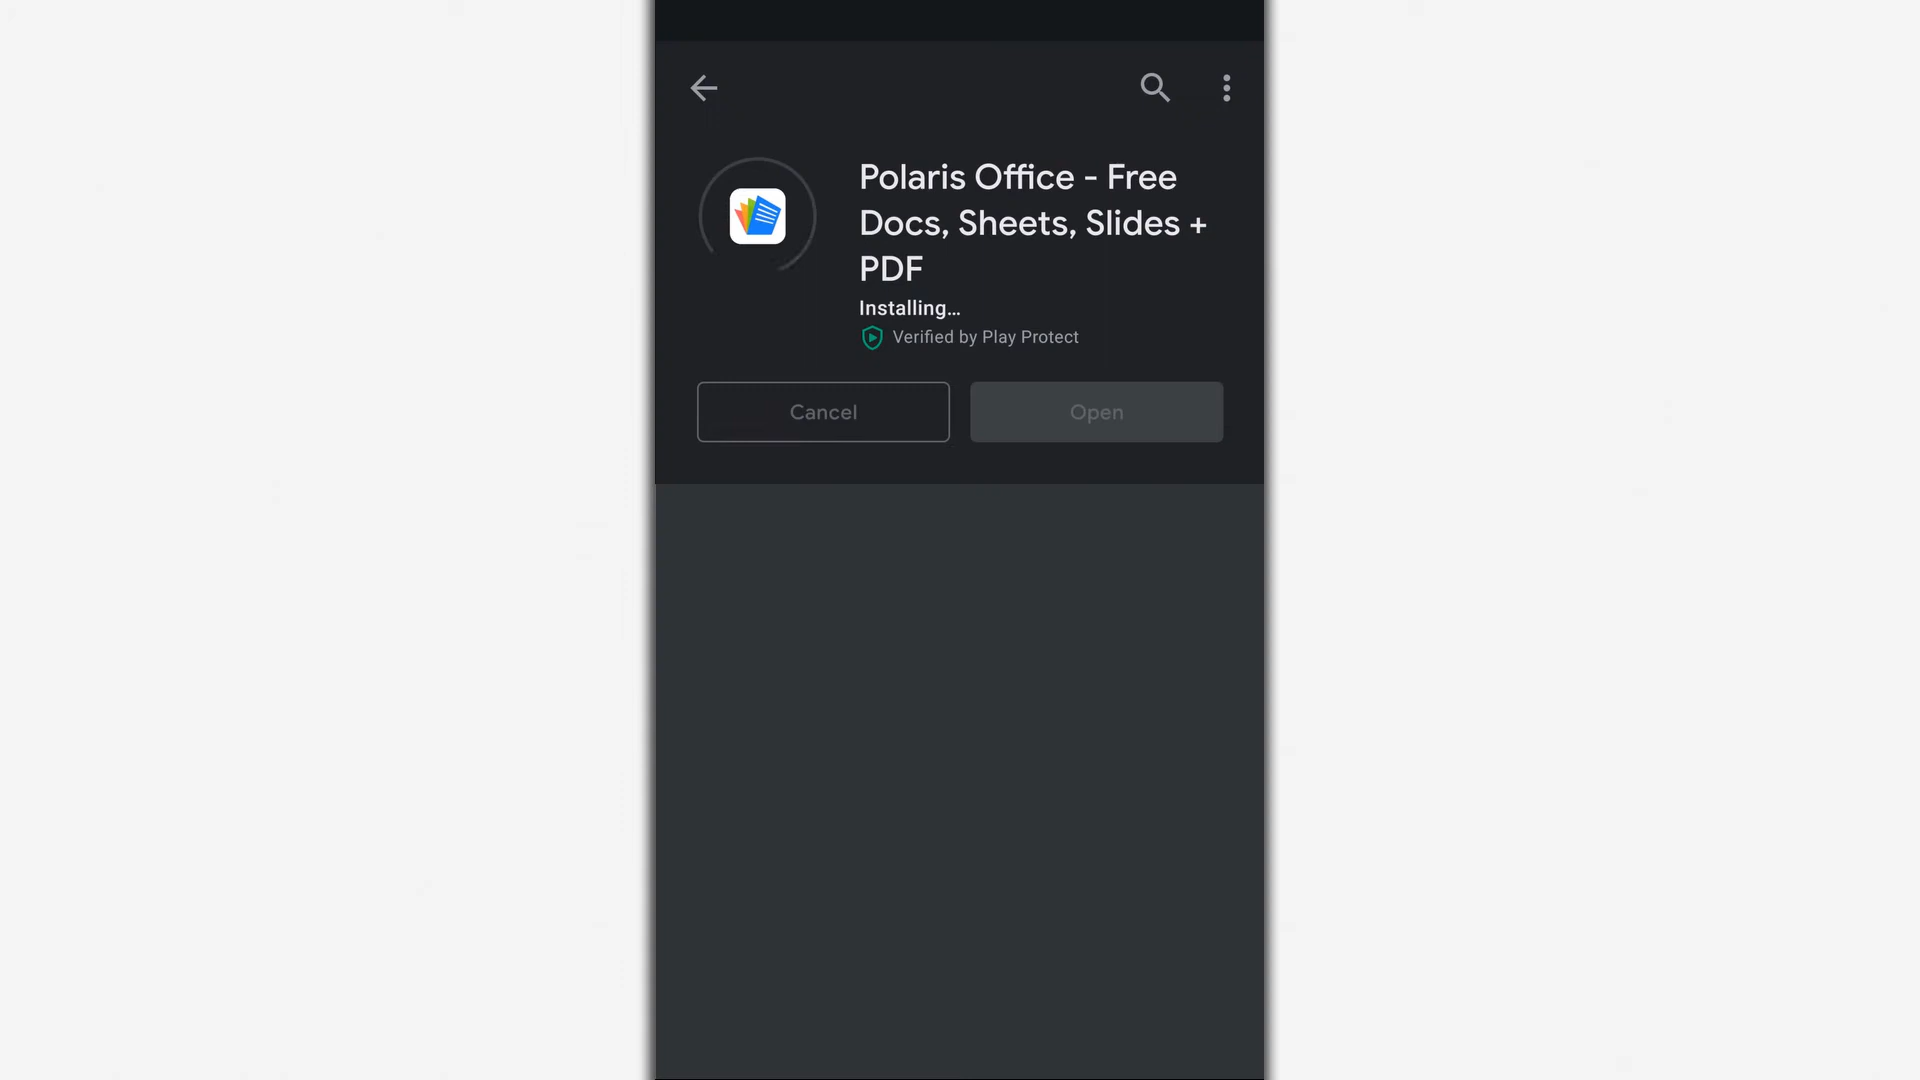 Polaris Office - Free
Docs, Sheets, Slides +
PDF
Installing...
Verified by Play Protect
Cancel
Open